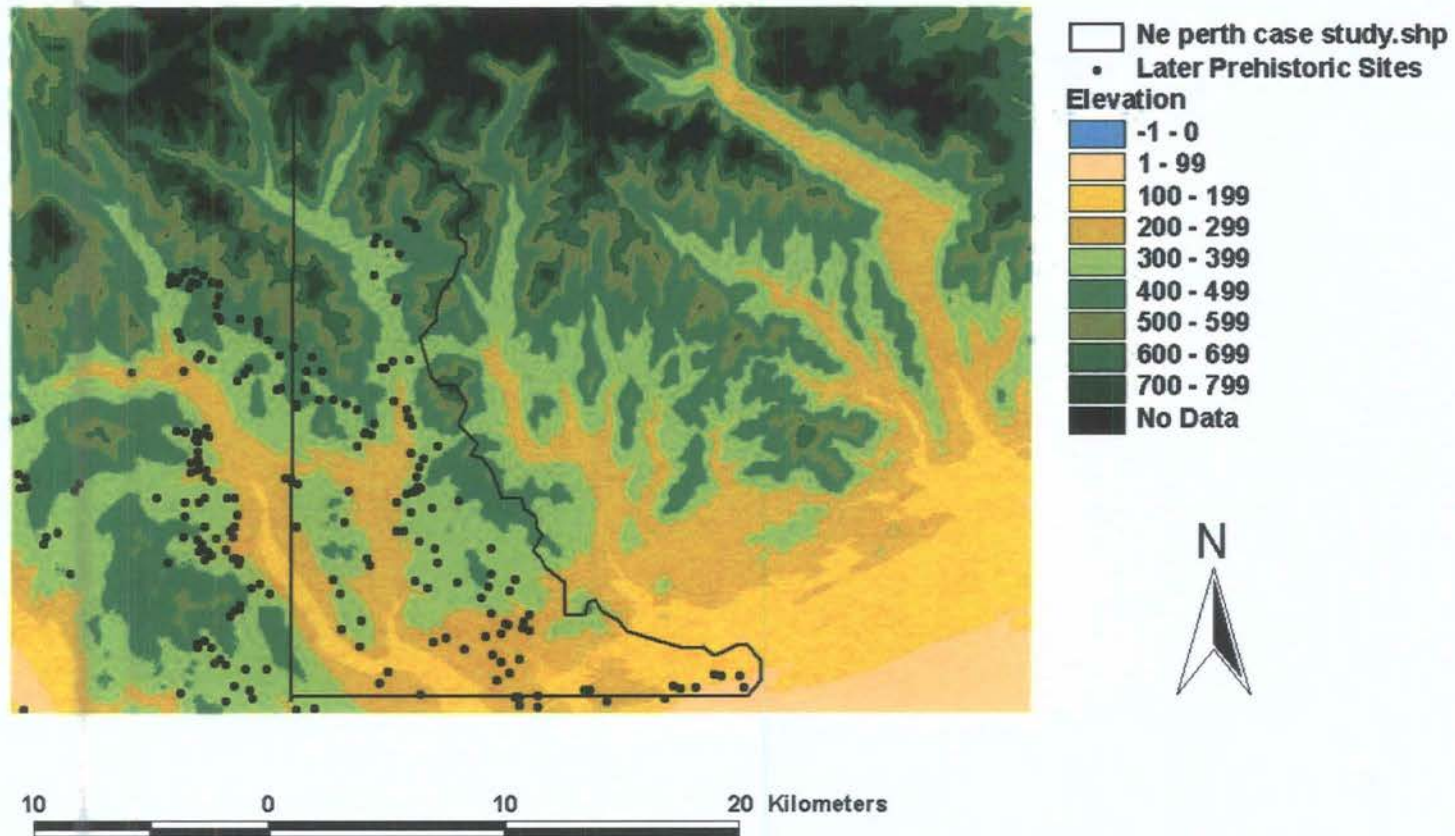 Ne perth case study.shp
Later Prehistoric Sites
Elevation
-1 - 0
1 - 99
100 - 199
200 - 299
300 - 399
400 - 499
500 - 599
600 - 699
700 - 799
No Data
N
10 0 10 20 Kilometers